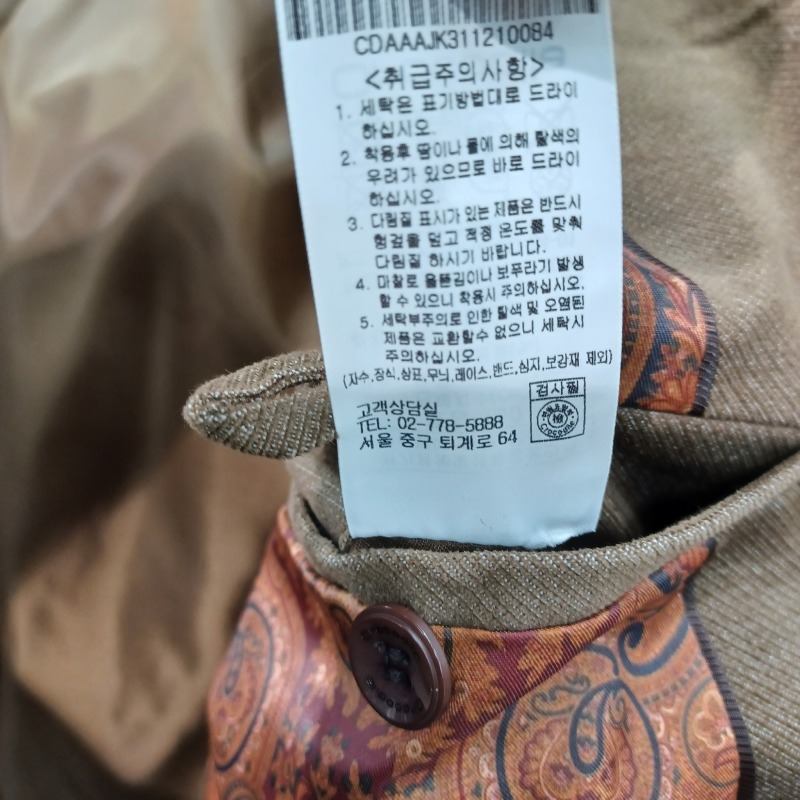 CDAAAJK311210084
<취급주의사항>
1. 세탁은 표기방법대로 드라이
하십시오.
2. 착용후 땀이나 물에 의해 탈색의
우려가 있으므로 바로 드라이
하십시오.
3. 다림질 표시가 있는 제품은 반드시
헝겊을 덮고 적정 온도를 맞춰
다림질 하시기 바랍니다.
4. 마찰로 올뜯김이나 보푸라기 발생
할 수 있으니 착용시 주의하십시오.
5. 세탁부주의로 인한 탈색 및 오염된
제품은 교환할수 없으니 세탁시
주의하십시오.
(자수,장식,상표,무늬,레이스,밴드,심지,보강재 제외)
고객상담실
TEL: 02-778-5888
서울 중구 퇴계로 64
검사필
Crocodile